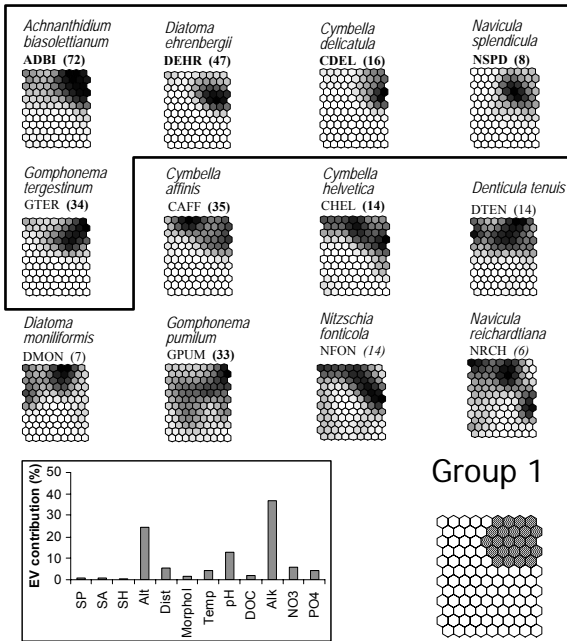 Achnanthidium
biasolettianum
ADBI (72)
Diatoma
ehrenbergii
DEHR (47)
Cymbella
delicatula
CDEL (16)
Navicula
splendicula
NSPD (8)
Gomphonema
tergestinum
GTER (34)
Cymbella
affinis
CAFF (35)
Cymbella
helvetica
CHEL (14)
Denticula tenuis
DTEN (14)
Diatoma
moniliformis
DMON (7)
Gomphonema
pumilum
GPUM (33)
Nitzschia
fonticola
NFON (14)
Navicula
reichardtiana
NRCH (6)
EV contribution (%)
50
40
30
20
10
0
SP
SA
SH
Alt
Dist
Morphol
Temp
pH
DOC
Alk
NO3
PO4
Group 1